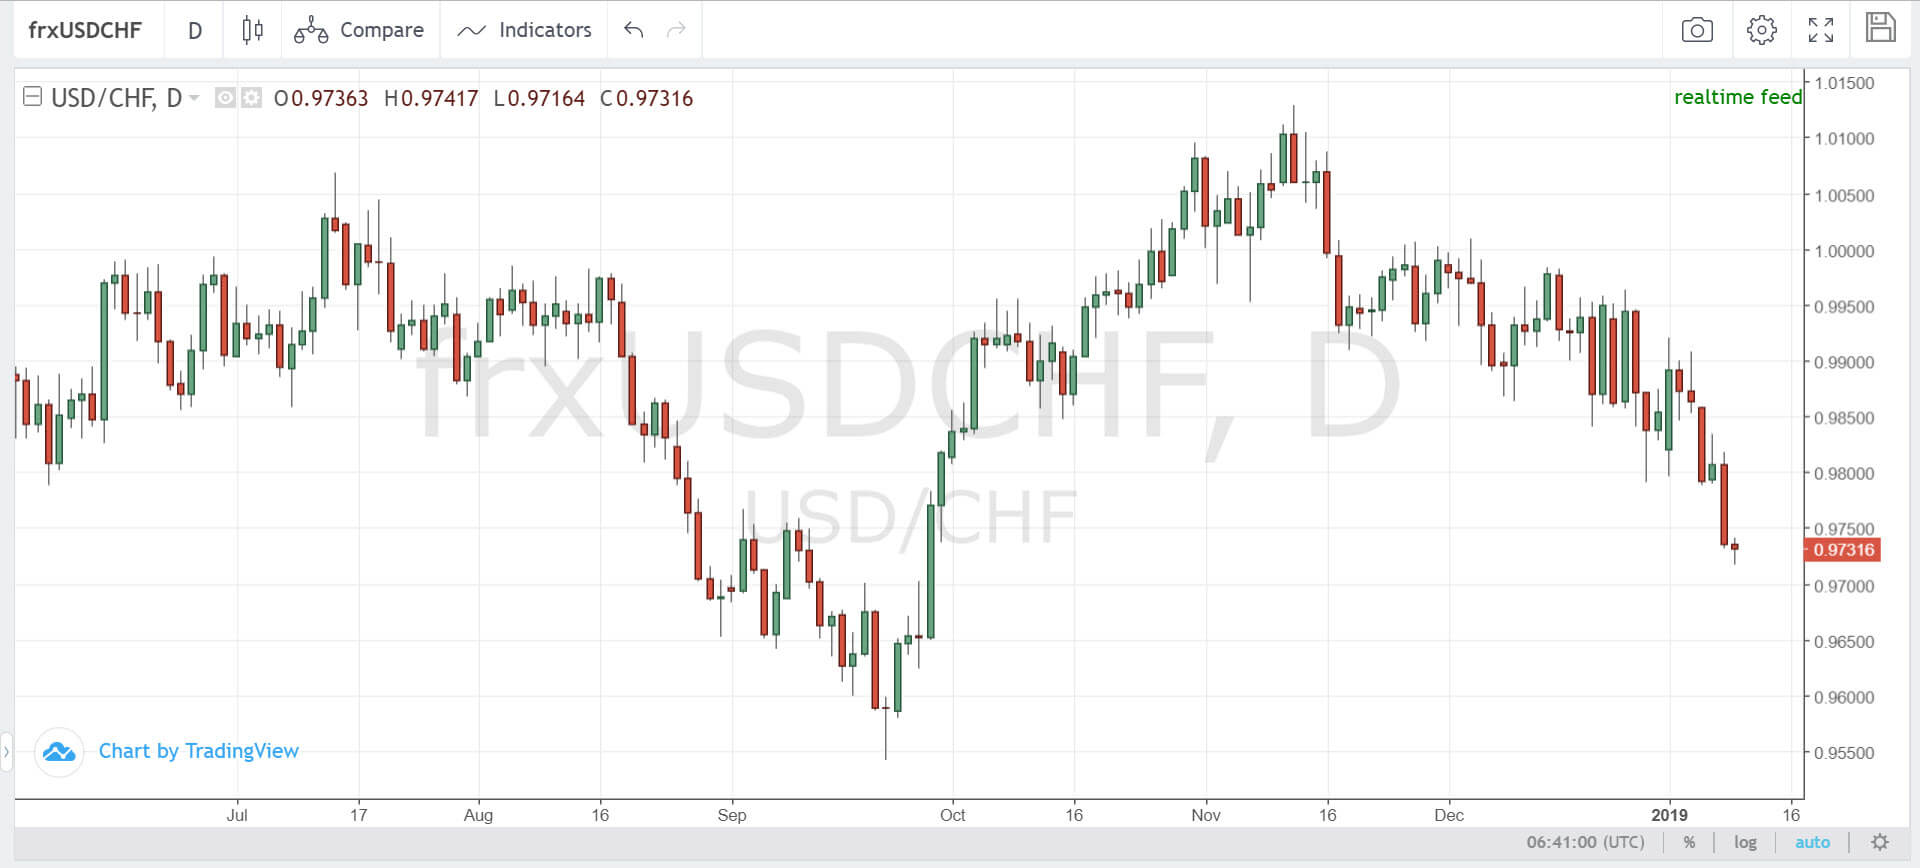 frxUSDCHF D Compare Indicators
USD/CHF, D O0.97363 H0.97417 L0.97164 C0.97316
realtime feed
1.01500
1.01000
1.00500
1.00000
0.99500
0.99000
0.98500
0.98000
0.97500
0.97316
0.97000
0.96500
0.96000
0.95500
frxUSDCHF, D
USD/CHF
Chart by TradingView
Jul 17 Aug 16 Sep Oct 16 Nov 16 Dec 2019 16
06:41:00 (UTC) % log auto